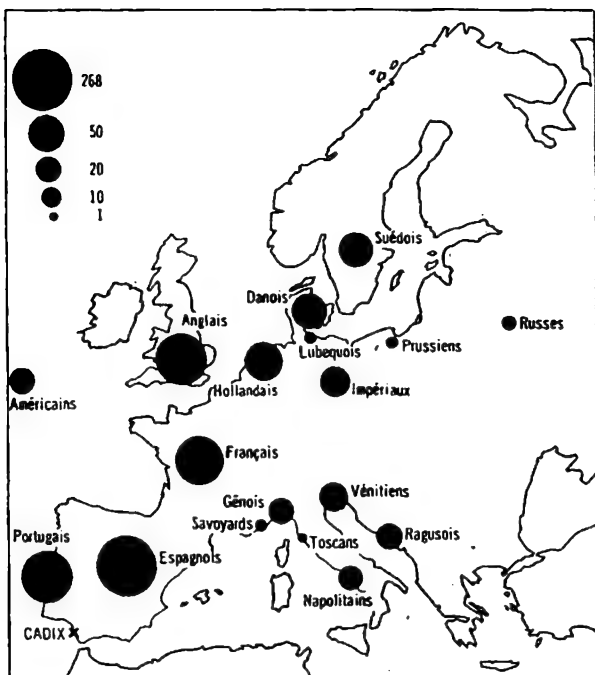 268
50
20
10
1
Suédois
Danois
Anglais
Russes
Lubequois
Prussiens
Américains
Hollandais
Impériaux
Français
Vénitiens
Génois
Savoyards
Ragusois
Portugais
Toscans
Espagnols
Napolitains
CADIX